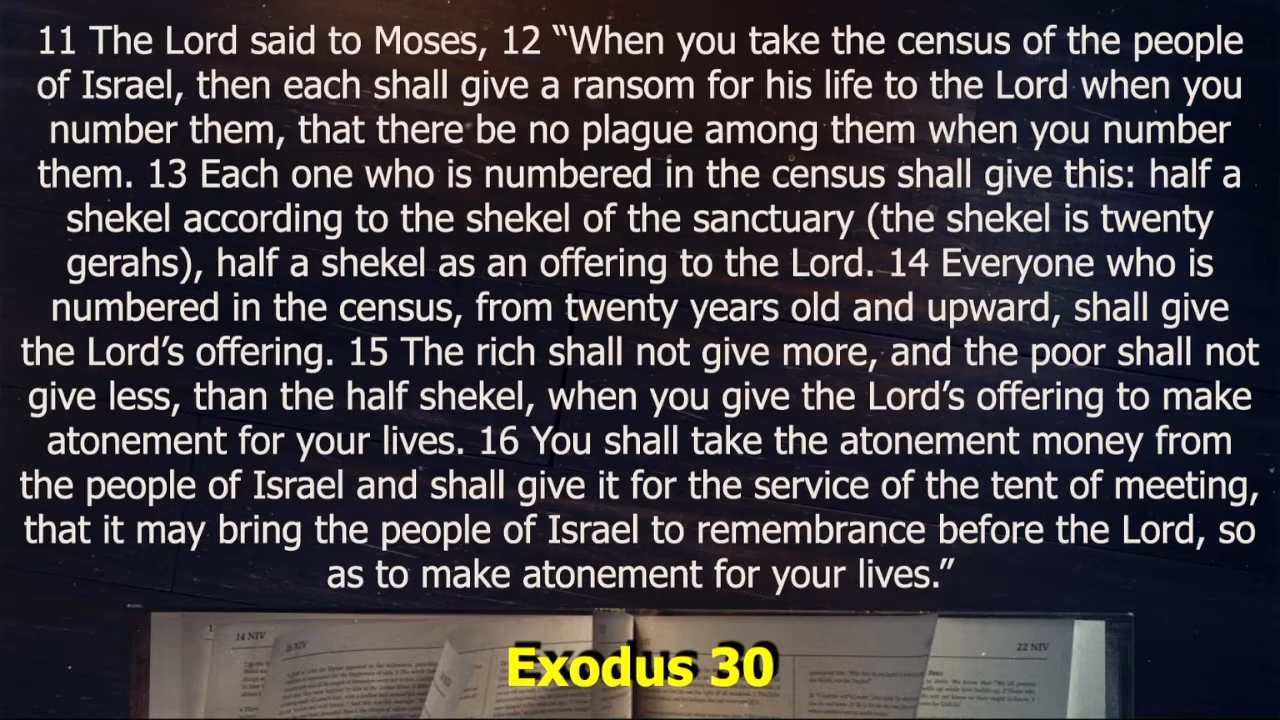 11 The Lord said to Moses, 12 “When you take the census of the people
of Israel, then each shall give a ransom for his life to the Lord when you
number them, that there be no plague among them when you number
them. 13 Each one who is numbered in the census shall give this: half a
shekel according to the shekel of the sanctuary (the shekel is twenty
gerahs), half a shekel as an offering to the Lord. 14 Everyone who is
numbered in the census, from twenty years old and upward, shall give
the Lord’s offering. 15 The rich shall not give more, and the poor shall not
give less, than the half shekel, when you give the Lord’s offering to make
atonement for your lives. 16 You shall take the atonement money from
the people of Israel and shall give it for the service of the tent of meeting,
that it may bring the people of Israel to remembrance before the Lord, so
as to make atonement for your lives.”
14 NIV
22 NIV
Exodus 30